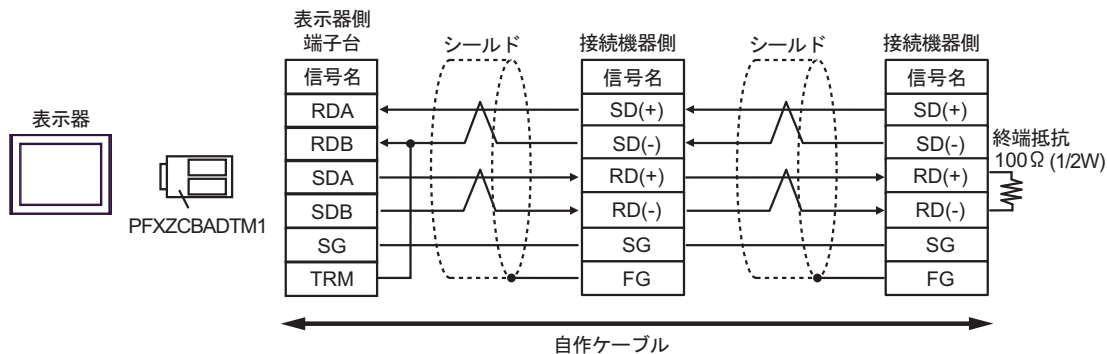 表示器
PFXZCBADTM1
表示器側
端子台
信号名
RDA
RDB
SDA
SDB
SG
TRM
シールド
接続機器側
信号名
SD(+)
SD(-)
RD(+)
RD(-)
SG
FG
シールド
接続機器側
信号名
SD(+)
SD(-)
RD(+)
RD(-)
SG
FG
終端抵抗
100Ω (1/2W)
自作ケーブル